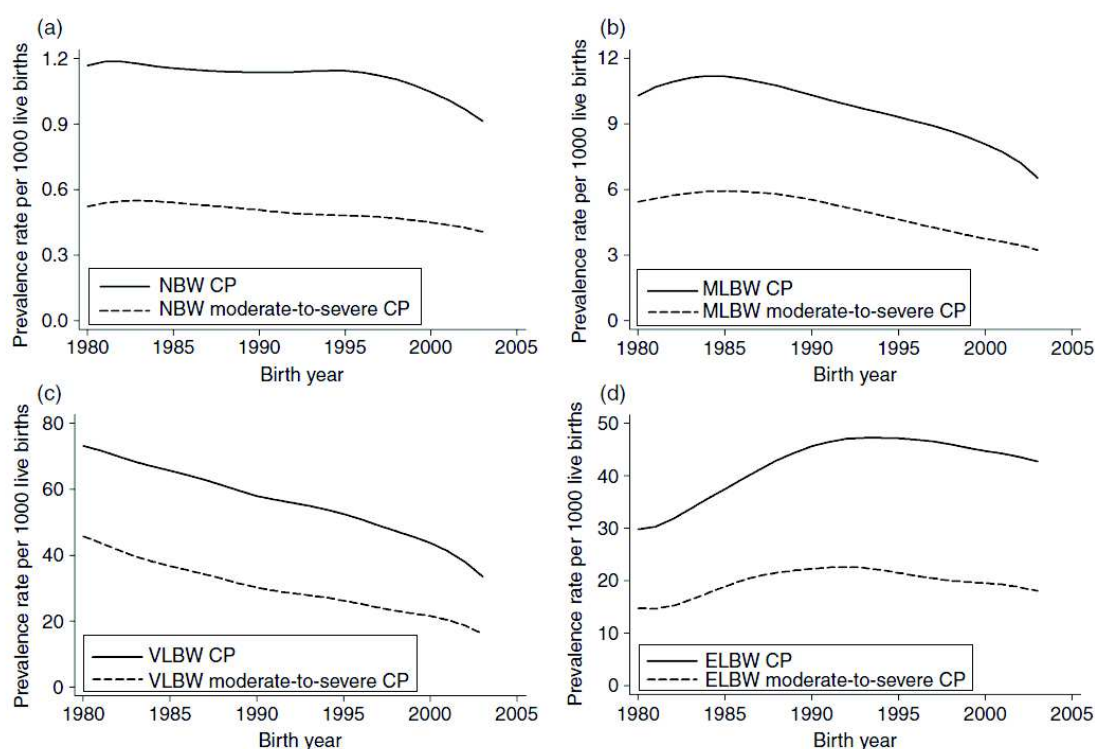 (a)
Prevalence rate per 1000 live births
1.2
0.9
0.6
0.3
0.0
NBW CP
NBW moderate-to-severe CP
1980 1985 1990 1995 2000 2005
Birth year
(b)
Prevalence rate per 1000 live births
12
9
6
3
0
MLBW CP
MLBW moderate-to-severe CP
1980 1985 1990 1995 2000 2005
Birth year
(c)
Prevalence rate per 1000 live births
80
60
40
20
0
VLBW CP
VLBW moderate-to-severe CP
1980 1985 1990 1995 2000 2005
Birth year
(d)
Prevalence rate per 1000 live births
50
40
30
20
10
0
ELBW CP
ELBW moderate-to-severe CP
1980 1985 1990 1995 2000 2005
Birth year